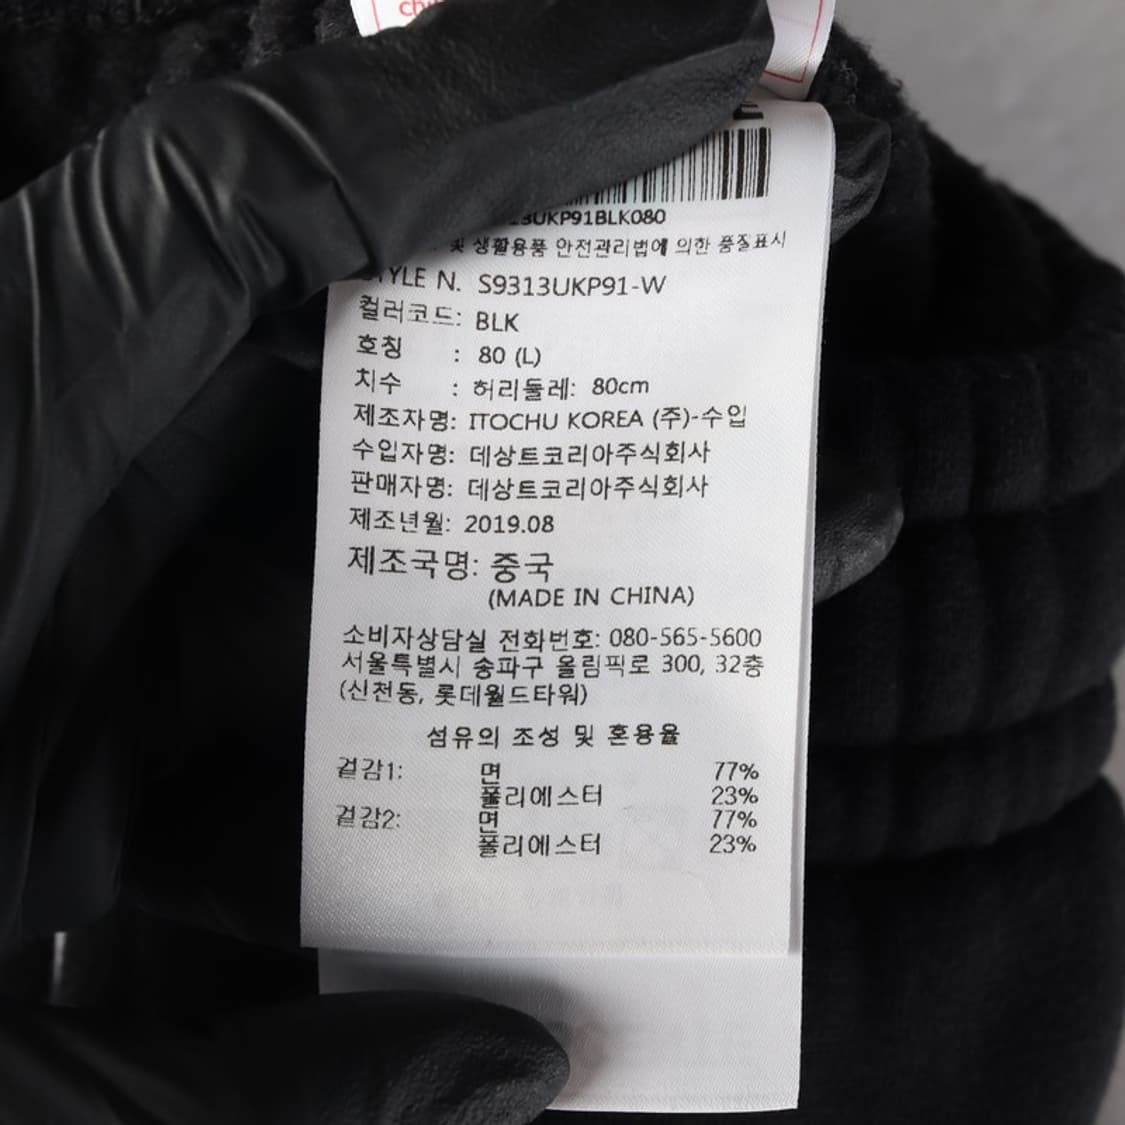 13UKP91BLK080
및 생활용품 안전관리법에 의한 품질표시
STYLE N. S9313UKP91-W
컬러코드: BLK
호칭 : 80 (L)
치수 : 허리둘레: 80cm
제조자명: ITOCHU KOREA (주)-수입
수입자명: 데상트코리아주식회사
판매자명: 데상트코리아주식회사
제조년월: 2019.08
제조국명: 중국
(MADE IN CHINA)
소비자상담실 전화번호: 080-565-5600
서울특별시 송파구 올림픽로 300, 32층
(신천동, 롯데월드타워)
섬유의 조성 및 혼용율
겉감1: 면 77%
폴리에스터 23%
겉감2: 면 77%
폴리에스터 23%